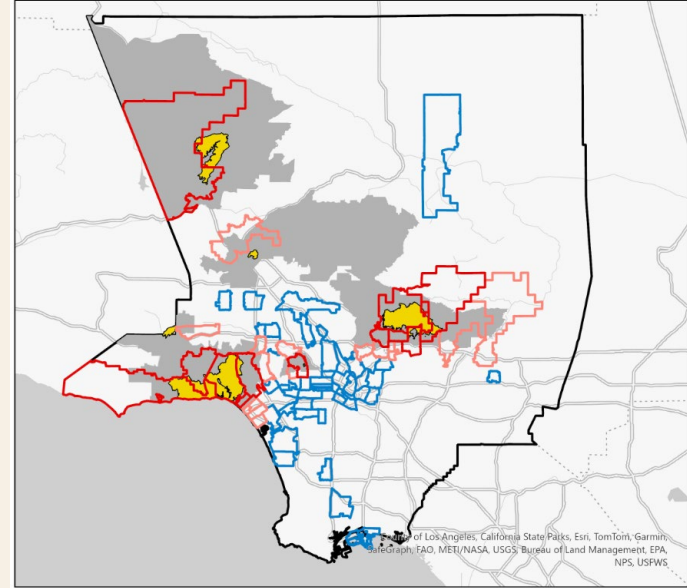 County of Los Angeles, California State Parks, Esri, TomTom, Garmin,
SafeGraph, FAO, METI/NASA, USGS, Bureau of Land Management, EPA,
NPS, USFWS